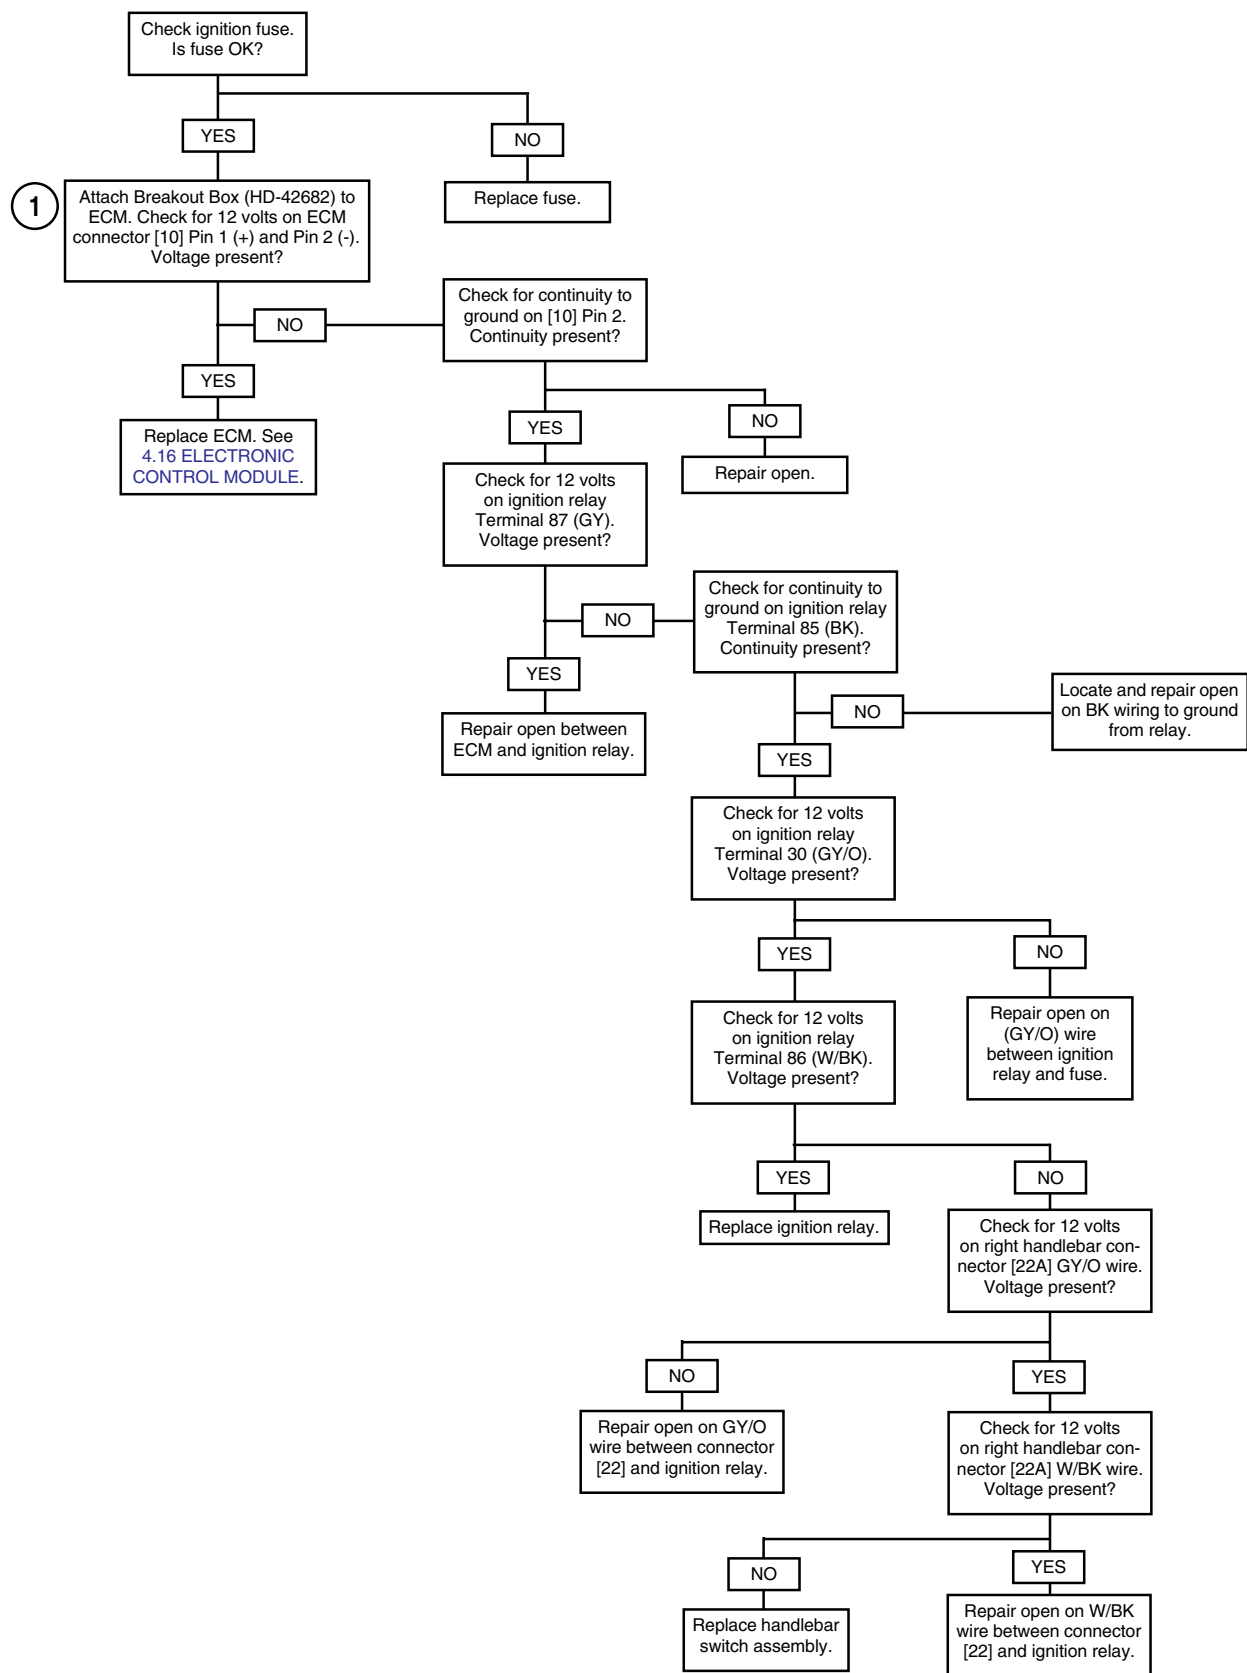 Check ignition fuse.
Is fuse OK?
YES
NO
1
Attach Breakout Box (HD-42682) to
ECM. Check for 12 volts on ECM
connector [10] Pin 1 (+) and Pin 2 (-).
Voltage present?
Replace fuse.
NO
Check for continuity to
ground on [10] Pin 2.
Continuity present?
YES
Replace ECM. See
4.16 ELECTRONIC
CONTROL MODULE.
YES
NO
Repair open.
Check for 12 volts
on ignition relay
Terminal 87 (GY).
Voltage present?
NO
Check for continuity to
ground on ignition relay
Terminal 85 (BK).
Continuity present?
YES
Repair open between
ECM and ignition relay.
NO
Locate and repair open
on BK wiring to ground
from relay.
YES
Check for 12 volts
on ignition relay
Terminal 30 (GY/O).
Voltage present?
YES
NO
Check for 12 volts
on ignition relay
Terminal 86 (W/BK).
Voltage present?
Repair open on
(GY/O) wire
between ignition
relay and fuse.
YES
NO
Replace ignition relay.
Check for 12 volts
on right handlebar con-
nector [22A] GY/O wire.
Voltage present?
NO
YES
Repair open on GY/O
wire between connector
[22] and ignition relay.
Check for 12 volts
on right handlebar con-
nector [22A] W/BK wire.
Voltage present?
NO
YES
Replace handlebar
switch assembly.
Repair open on W/BK
wire between connector
[22] and ignition relay.